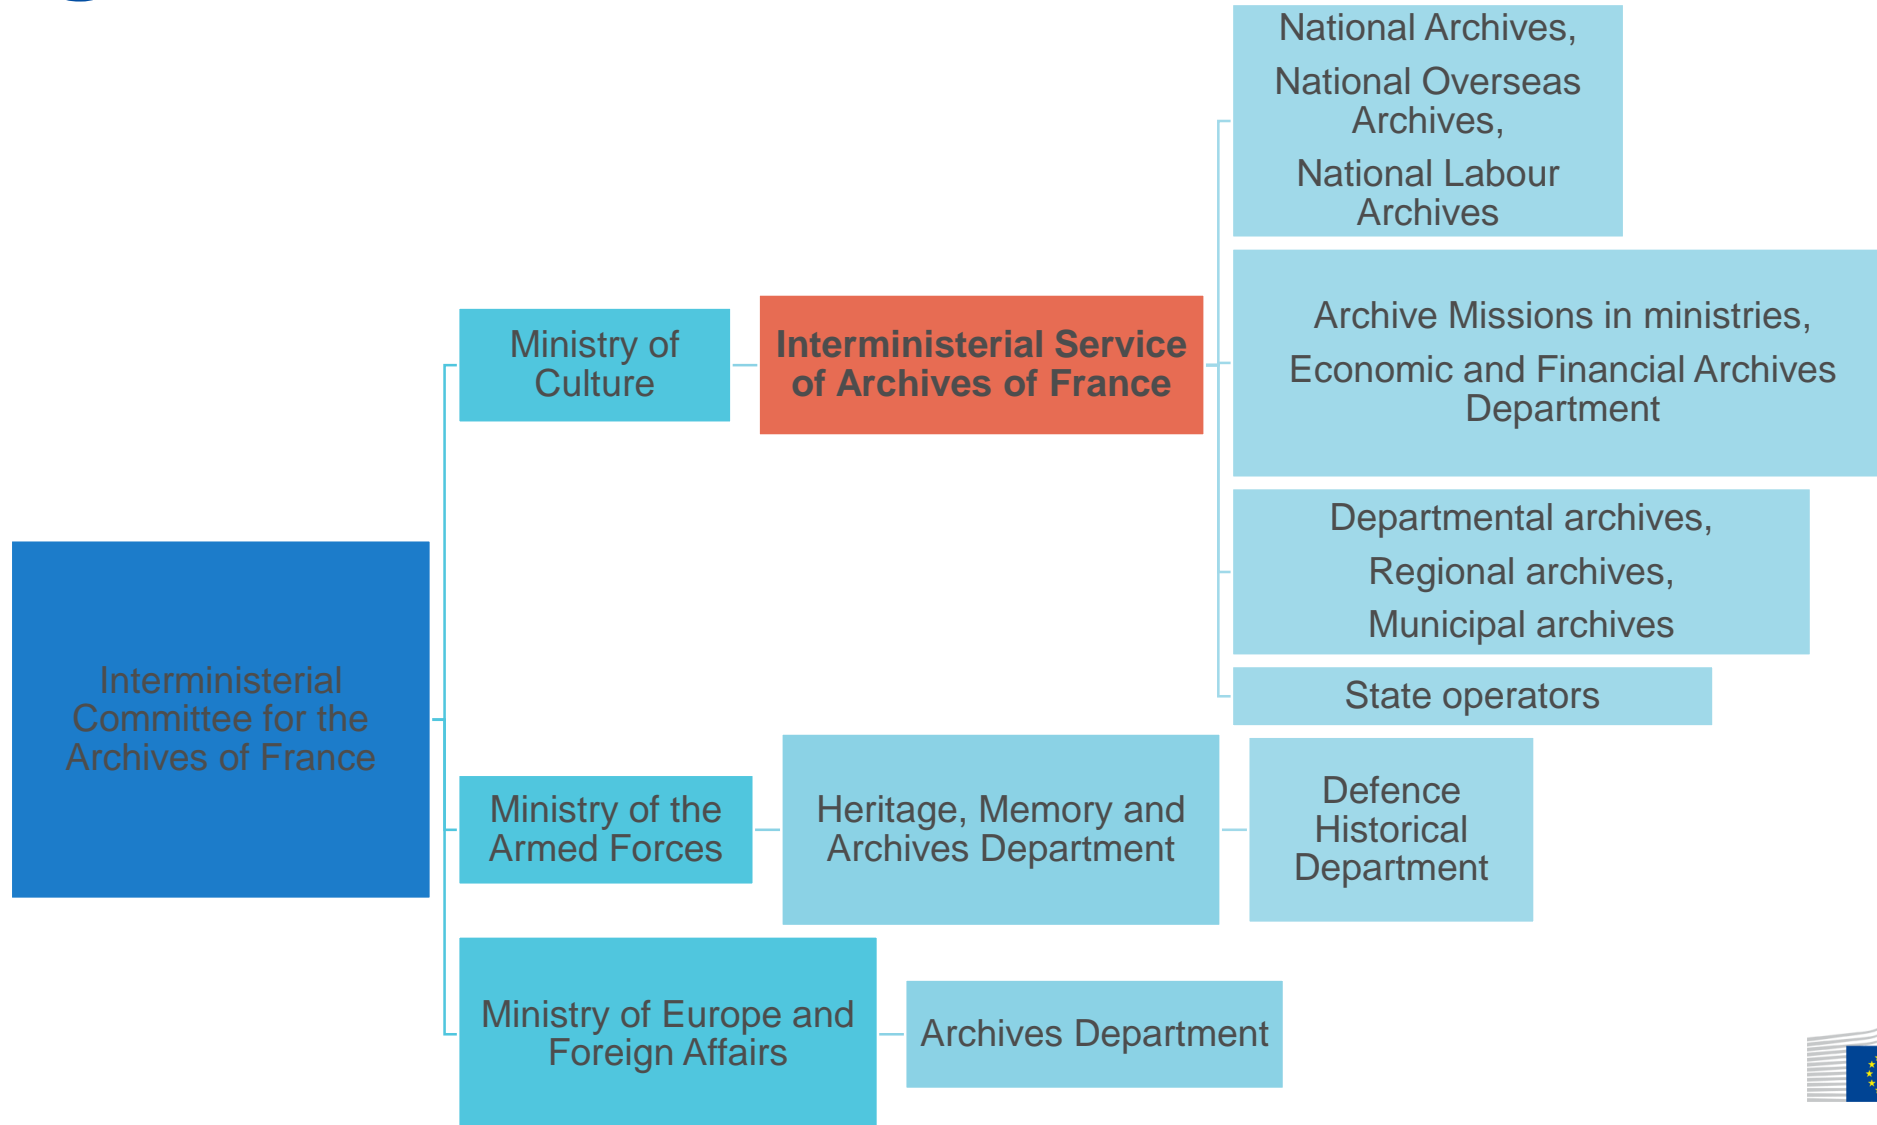 National Archives,
National Overseas
Archives,
National Labour
Archives
Archive Missions in ministries,
Economic and Financial Archives
Department
Ministry of
Culture
Interministerial Service
of Archives of France
Departmental archives,
Regional archives,
Municipal archives
State operators
Interministerial
Committee for the
Archives of France
Ministry of the
Armed Forces
Heritage, Memory and
Archives Department
Defence
Historical
Department
Ministry of Europe and
Foreign Affairs
Archives Department